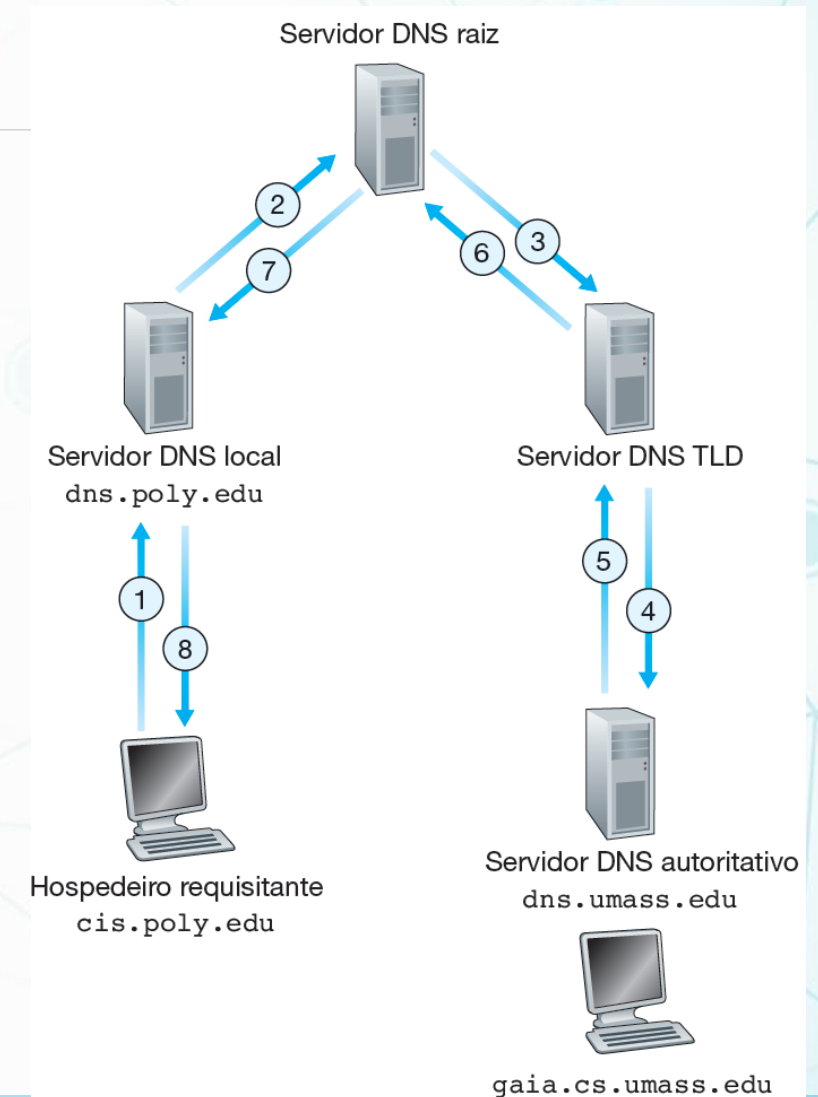 Servidor DNS raiz
2
3
6
7
Servidor DNS local
dns.poly.edu
Servidor DNS TLD
1
8
5
4
Hospedeiro requisitante
cis.poly.edu
Servidor DNS autoritativo
dns.umass.edu
gaia.cs.umass.edu